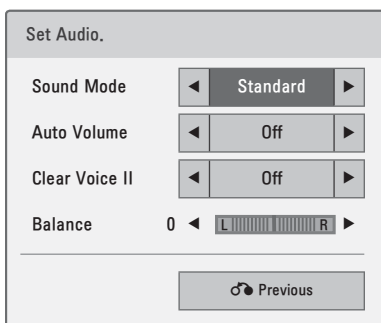 Set Audio.
Sound Mode ◀ Standard ▶
Auto Volume ◀ Off ▶
Clear Voice II ◀ Off ▶
Balance 0 ◀ L R ▶
Previous